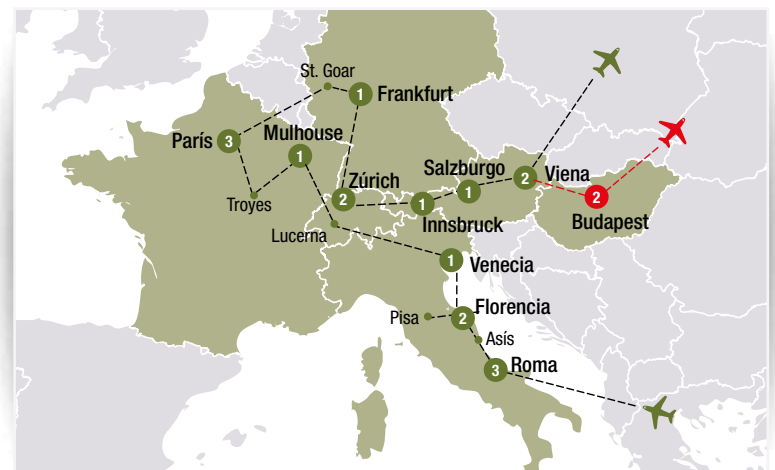 St. Goar
1 Frankfurt
París 3
Mulhouse
1
Troyes
Zúrich
2
Lucerna
Salzburgo
1
2 Viena
1
Innsbruck
2
Budapest
1 Venecia
Florencia
2
Pisa
Asís
3 Roma